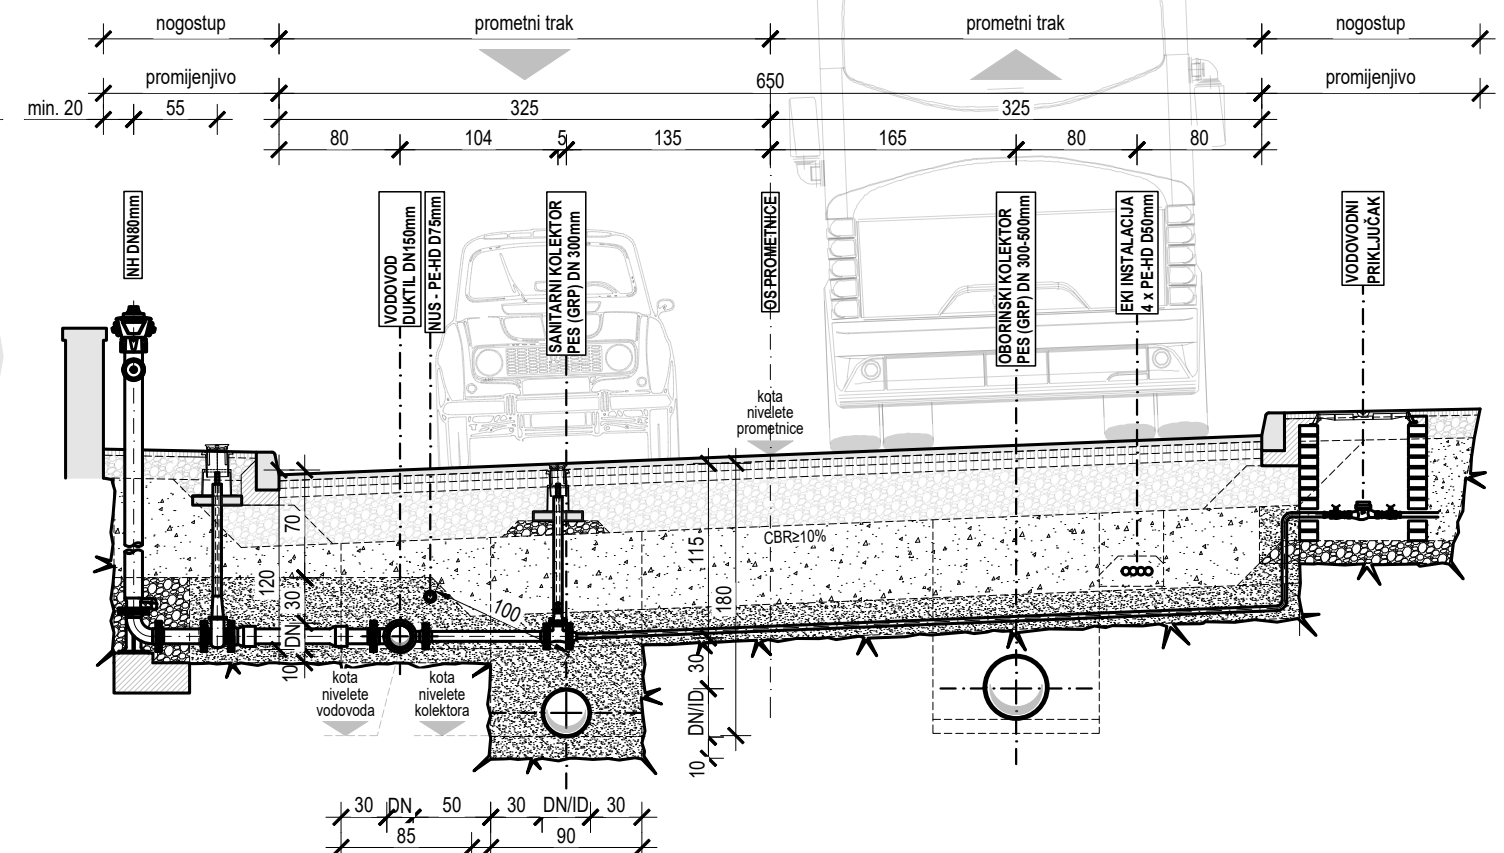 nogostup
prometni trak
prometni trak
nogostup
promijenjivo
650
promijenjivo
min. 20
55
325
325
80
104
5
135
165
80
80
NH DN80mm
VODOVOD
DUKTIL DN150mm
NUS - PE-HD D75mm
SANITARNI KOLEKTOR
PES (GRP) DN 300mm
OS PROMETNICE
OBORINSKI KOLEKTOR
PES (GRP) DN 300-500mm
EKI INSTALACIJA
4 x PE-HD D50mm
VODOVODNI
PRIKLJUČAK
kota
nivelete
prometnice
70
120
30
DN
10
100
115
180
CBR≥10%
30
DN/ID
10
kota
nivelete
vodovoda
kota
nivelete
kolektora
30
DN
50
30
DN/ID
30
85
90